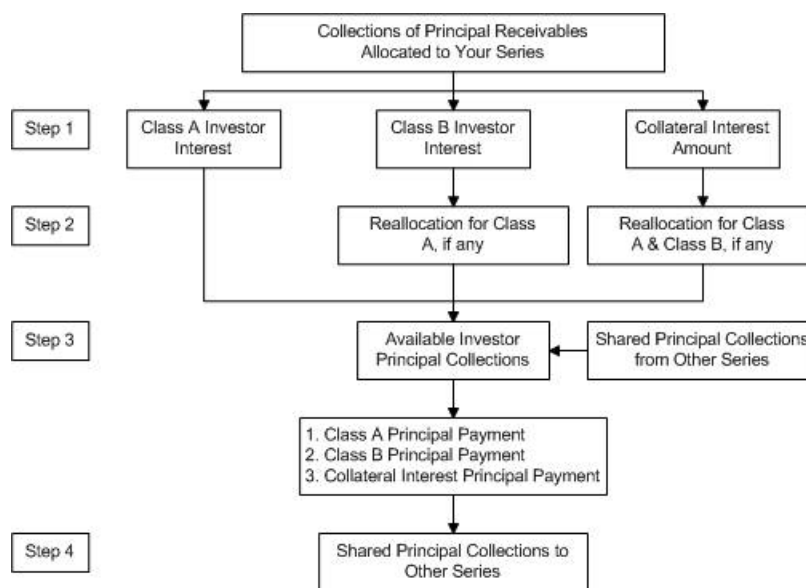 Collections of Principal Receivables
Allocated to Your Series
Step 1
Class A Investor
Interest
Class B Investor
Interest
Collateral Interest
Amount
Step 2
Reallocation for Class
A, if any
Reallocation for Class
A & Class B, if any
Step 3
Available Investor
Principal Collections
Shared Principal Collections
from Other Series
1. Class A Principal Payment
2. Class B Principal Payment
3. Collateral Interest Principal Payment
Step 4
Shared Principal Collections to
Other Series